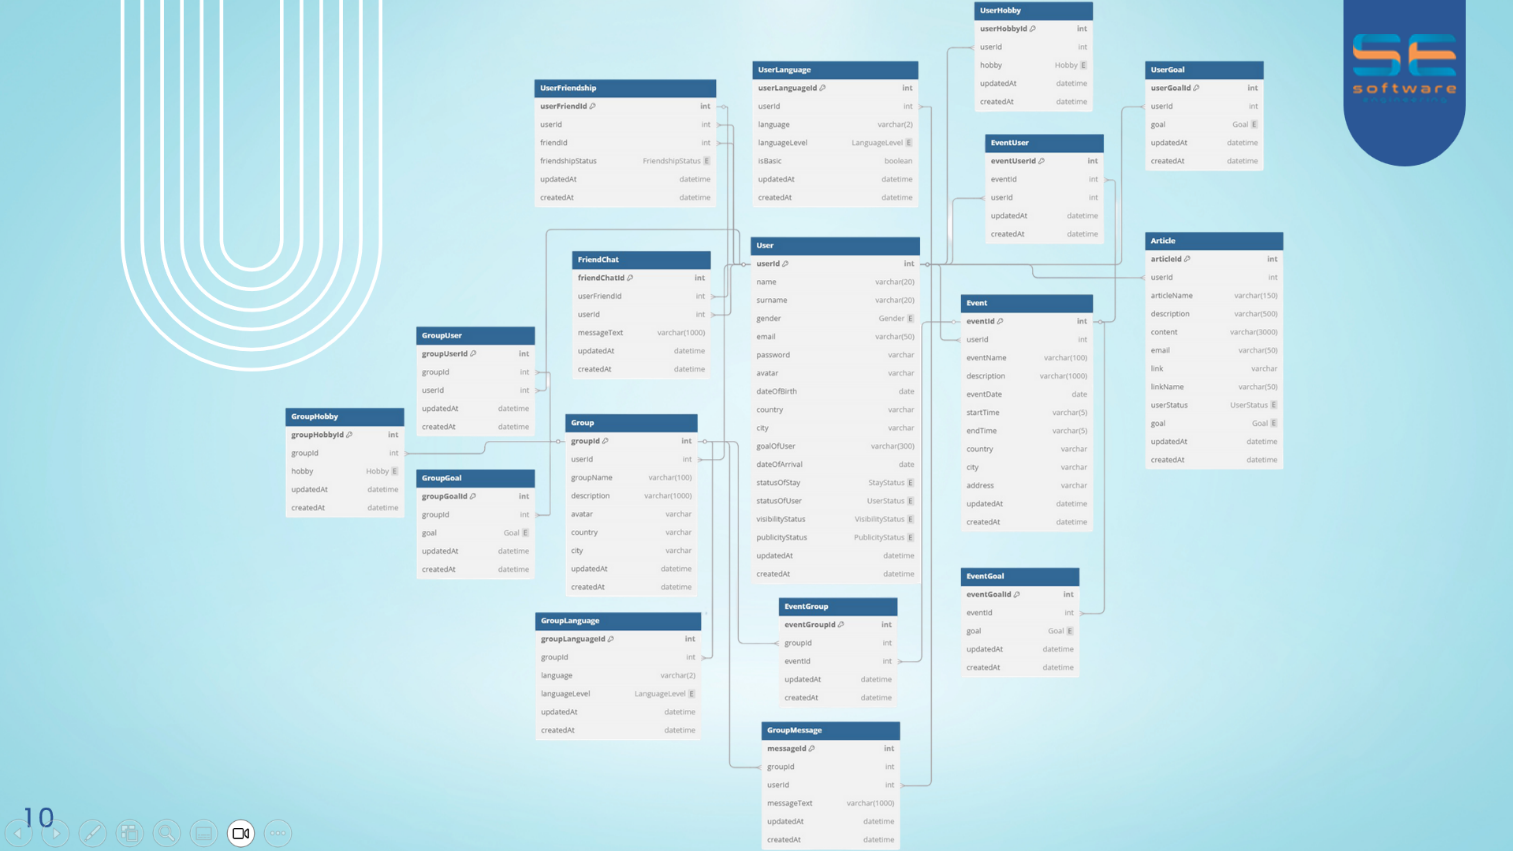 UserHobby
userHobbyId int
userId int
hobby Hobby E
updatedAt datetime
createdAt datetime
software
engineering
UserLanguage
userLanguageId int
userId int
language varchar(2)
languageLevel LanguageLevel E
isBasic boolean
updatedAt datetime
createdAt datetime
UserGoal
userGoalId int
userId int
goal Goal E
updatedAt datetime
createdAt datetime
UserFriendship
userFriendId int
userId int
friendId int
friendshipStatus FriendshipStatus E
updatedAt datetime
createdAt datetime
EventUser
eventUserId int
eventId int
userId int
updatedAt datetime
createdAt datetime
Article
articleId int
userId int
articleName varchar(150)
description varchar(500)
content varchar(3000)
email varchar(50)
link varchar
linkName varchar(50)
userStatus UserStatus E
goal Goal E
updatedAt datetime
createdAt datetime
User
userId int
name varchar(20)
surname varchar(20)
gender Gender E
email varchar(50)
password varchar
avatar varchar
dateOfBirth date
country varchar
city varchar
goalOfUser varchar(300)
dateOfArrival date
statusOfStay StayStatus E
statusOfUser UserStatus E
visibilityStatus VisibilityStatus E
publicityStatus PublicityStatus E
updatedAt datetime
createdAt datetime
FriendChat
friendChatId int
userFriendId int
userId int
messageText varchar(1000)
updatedAt datetime
createdAt datetime
Event
eventId int
userId int
eventName varchar(100)
description varchar(1000)
eventDate date
startTime varchar(5)
endTime varchar(5)
country varchar
city varchar
address varchar
updatedAt datetime
createdAt datetime
GroupUser
groupUserId int
groupId int
userId int
updatedAt datetime
createdAt datetime
GroupHobby
groupHobbyId int
groupId int
hobby Hobby E
updatedAt datetime
createdAt datetime
Group
groupId int
userId int
groupName varchar(100)
description varchar(1000)
avatar varchar
country varchar
city varchar
updatedAt datetime
createdAt datetime
GroupGoal
groupGoalId int
groupId int
goal Goal E
updatedAt datetime
createdAt datetime
EventGoal
eventGoalId int
eventId int
goal Goal E
updatedAt datetime
createdAt datetime
EventGroup
eventGroupId int
groupId int
eventId int
updatedAt datetime
createdAt datetime
GroupLanguage
groupLanguageId int
groupId int
language varchar(2)
languageLevel LanguageLevel E
updatedAt datetime
createdAt datetime
GroupMessage
messageId int
groupId int
userId int
messageText varchar(1000)
updatedAt datetime
createdAt datetime
10